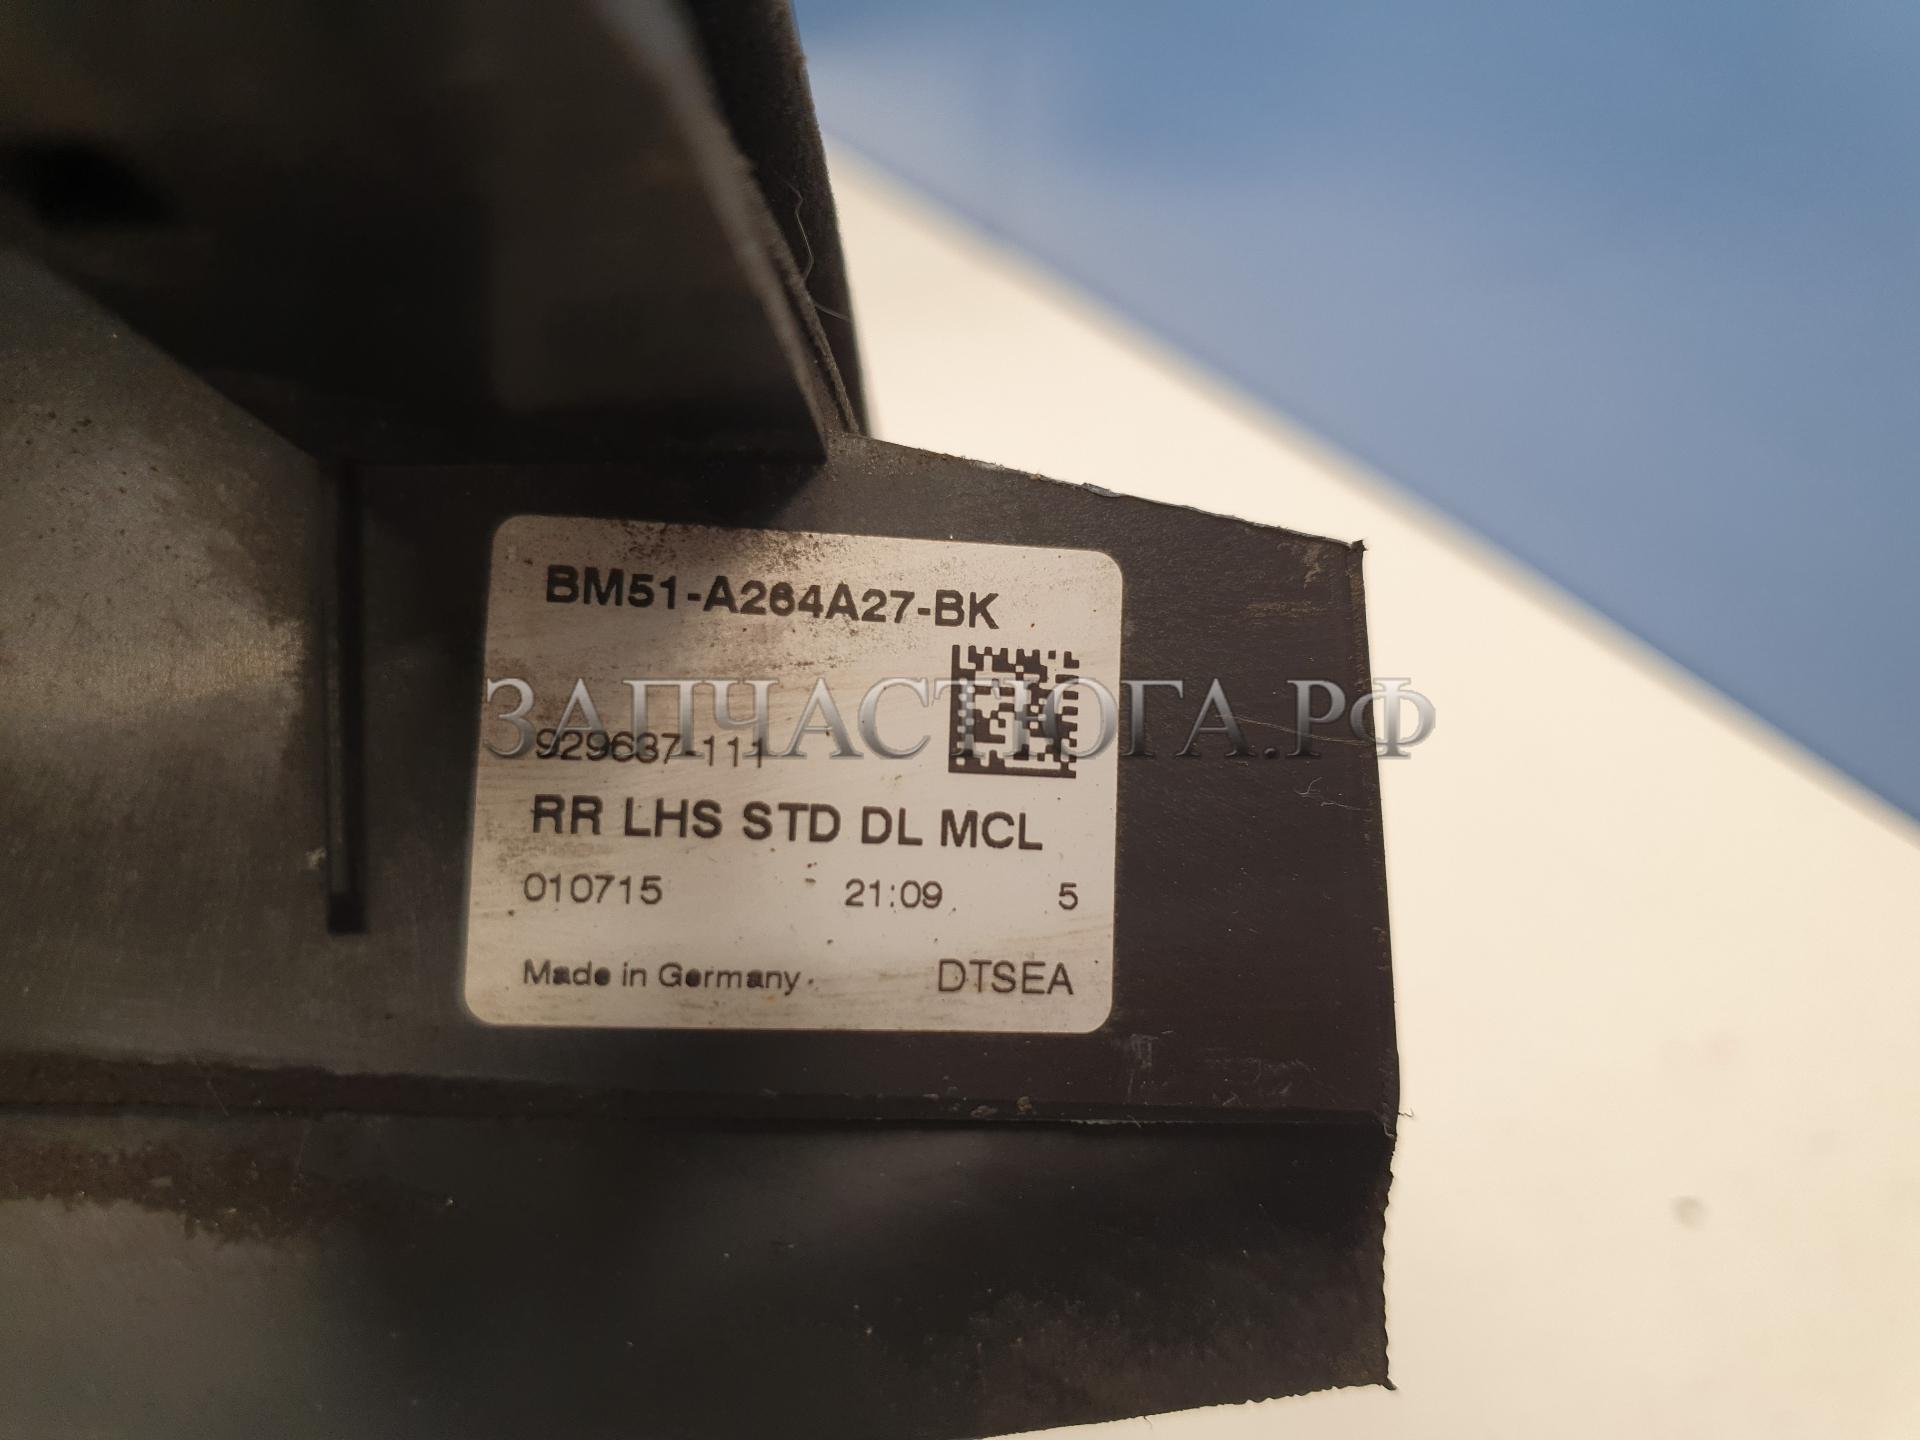 BM51-A264A27-BK
ЗАПЧАСТЮГА.РФ
929637-111
RR LHS STD DL MCL
010715 21:09 5
Made in Germany DTSEA